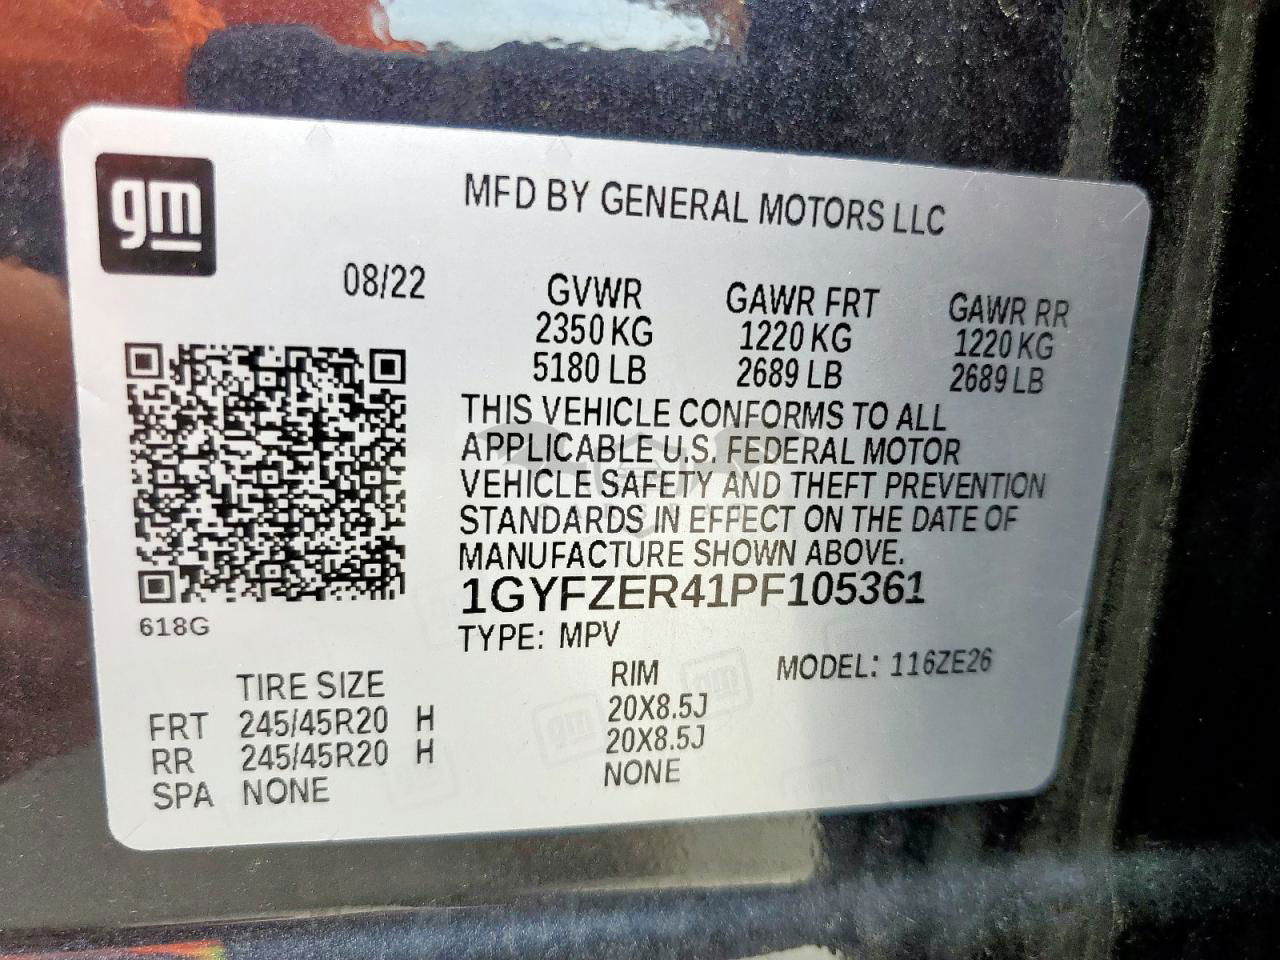 gm
MFD BY GENERAL MOTORS LLC
08/22
GVWR GAWR FRT GAWR RR
2350 KG 1220 KG 1220 KG
5180 LB 2689 LB 2689 LB
THIS VEHICLE CONFORMS TO ALL
APPLICABLE U.S. FEDERAL MOTOR
VEHICLE SAFETY AND THEFT PREVENTION
STANDARDS IN EFFECT ON THE DATE OF
MANUFACTURE SHOWN ABOVE.
1GYFZER41PF105361
618G
TYPE: MPV
MODEL: 116ZE26
TIRE SIZE RIM
FRT 245/45R20 H 20X8.5J
RR 245/45R20 H 20X8.5J
SPA NONE NONE
gm
gm